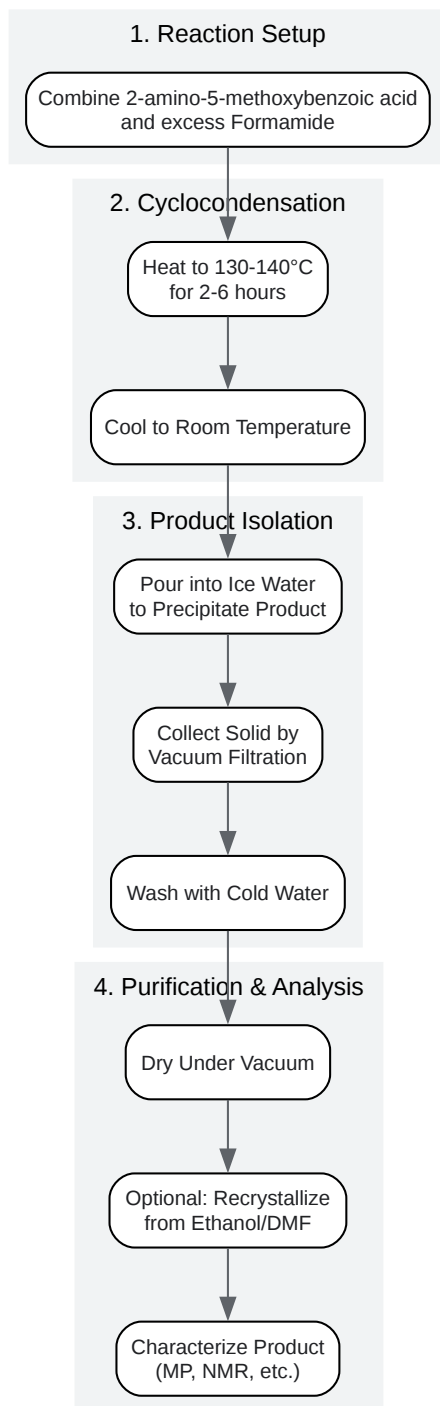 1. Reaction Setup
Combine 2-amino-5-methoxybenzoic acid
and excess Formamide
2. Cyclocondensation
Heat to 130-140°C
for 2-6 hours
Cool to Room Temperature
3. Product Isolation
Pour into Ice Water
to Precipitate Product
Collect Solid by
Vacuum Filtration
Wash with Cold Water
4. Purification & Analysis
Dry Under Vacuum
Optional: Recrystallize
from Ethanol/DMF
Characterize Product
(MP, NMR, etc.)